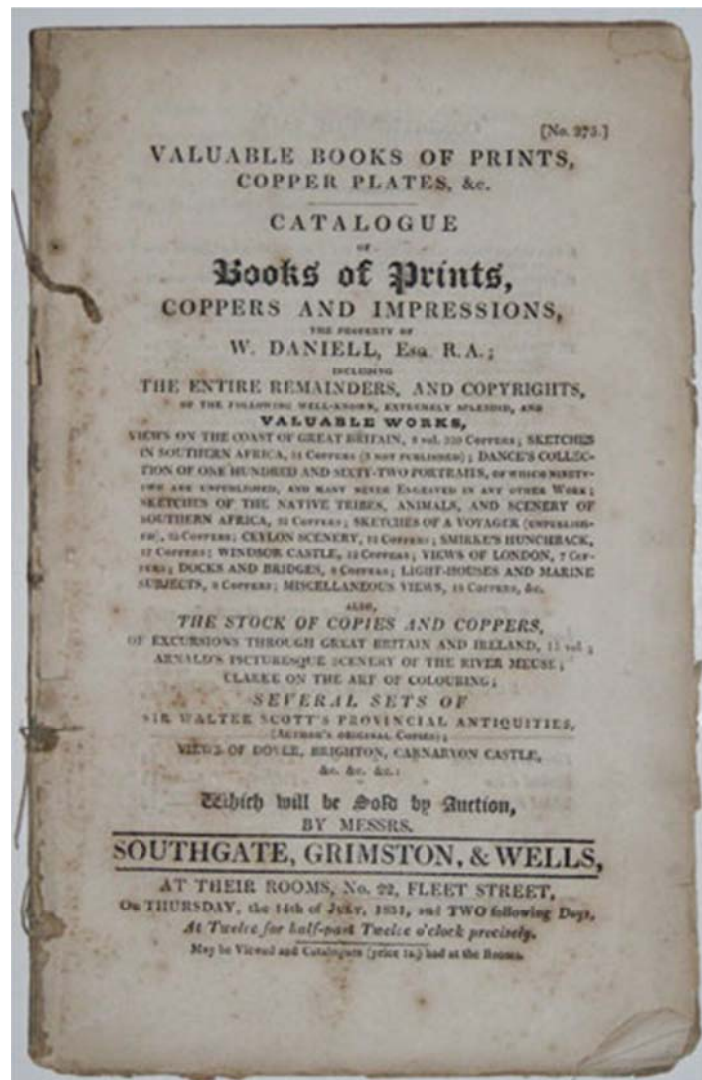 [No. 273.]
VALUABLE BOOKS OF PRINTS,
COPPER PLATES, &c.
CATALOGUE
OF
Books of Prints,
COPPERS AND IMPRESSIONS,
THE PROPERTY OF
W. DANIELL, Esq. R.A.;
INCLUDING
THE ENTIRE REMAINDERS, AND COPYRIGHTS,
OF THE FOLLOWING WELL-KNOWN, EXTREMELY SPLENDID, AND
VALUABLE WORKS,
VIEWS ON THE COAST OF GREAT BRITAIN, 8 vol. Coppers; SKETCHES
IN SOUTHERN AFRICA, Coppers (3 not published); DANCE'S COLLEC-
TION OF ONE HUNDRED AND SIXTY-TWO PORTRAITS, of which ninety-
two are unpublished, and many never Engraved in any other Work;
SKETCHES OF THE NATIVE TRIBES, ANIMALS, AND SCENERY OF
SOUTHERN AFRICA, Coppers; SKETCHES OF A VOYAGER (unpublish-
ed), Coppers; CEYLON SCENERY, Coppers; SMIRKE'S HUNCHBACK,
17 Coppers; WINDSOR CASTLE, 12 Coppers; VIEWS OF LONDON, 7 Cop-
pers; DOCKS AND BRIDGES, Coppers; LIGHT-HOUSES AND MARINE
SUBJECTS, Coppers; MISCELLANEOUS VIEWS, Coppers, &c.
ALSO,
THE STOCK OF COPIES AND COPPERS,
OF EXCURSIONS THROUGH GREAT BRITAIN AND IRELAND, vol.;
ARNALD'S PICTURESQUE SCENERY OF THE RIVER MEUSE;
CLARKE ON THE ART OF COLOURING;
SEVERAL SETS OF
SIR WALTER SCOTT'S PROVINCIAL ANTIQUITIES,
(Author's original Copies);
VIEWS OF DOVER, BRIGHTON, CARNARVON CASTLE,
&c. &c. &c.:
Which will be Sold by Auction,
BY MESSRS.
SOUTHGATE, GRIMSTON, & WELLS,
AT THEIR ROOMS, No. 22, FLEET STREET,
On THURSDAY, the 14th of July, 1831, and TWO following Days,
At Twelve for half-past Twelve o'clock precisely.
May be Viewed and Catalogues (price 1s.) had at the Rooms.